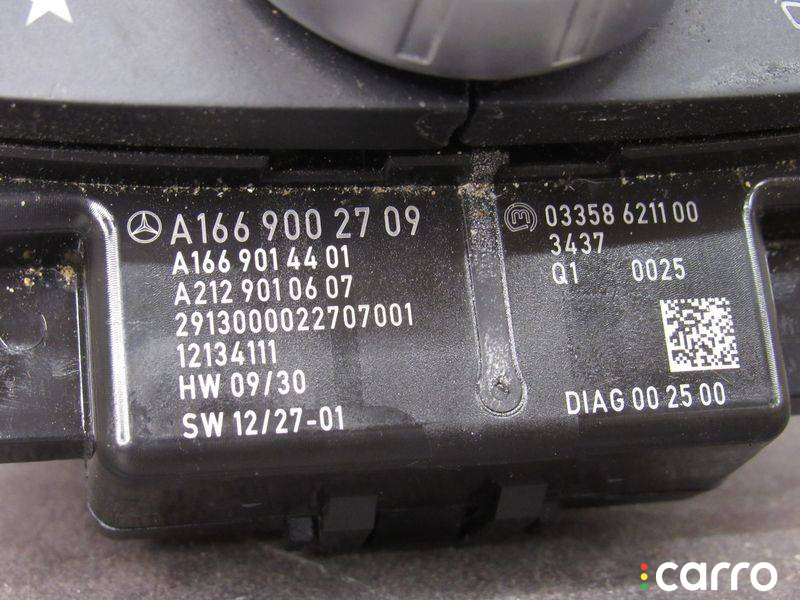 A166 900 27 09
A166 901 44 01
A212 901 06 07
2913000022707001
12134111
HW 09/30
SW 12/27-01
03358 6211 00
3437
Q1 0025
DIAG 00 25 00
carro